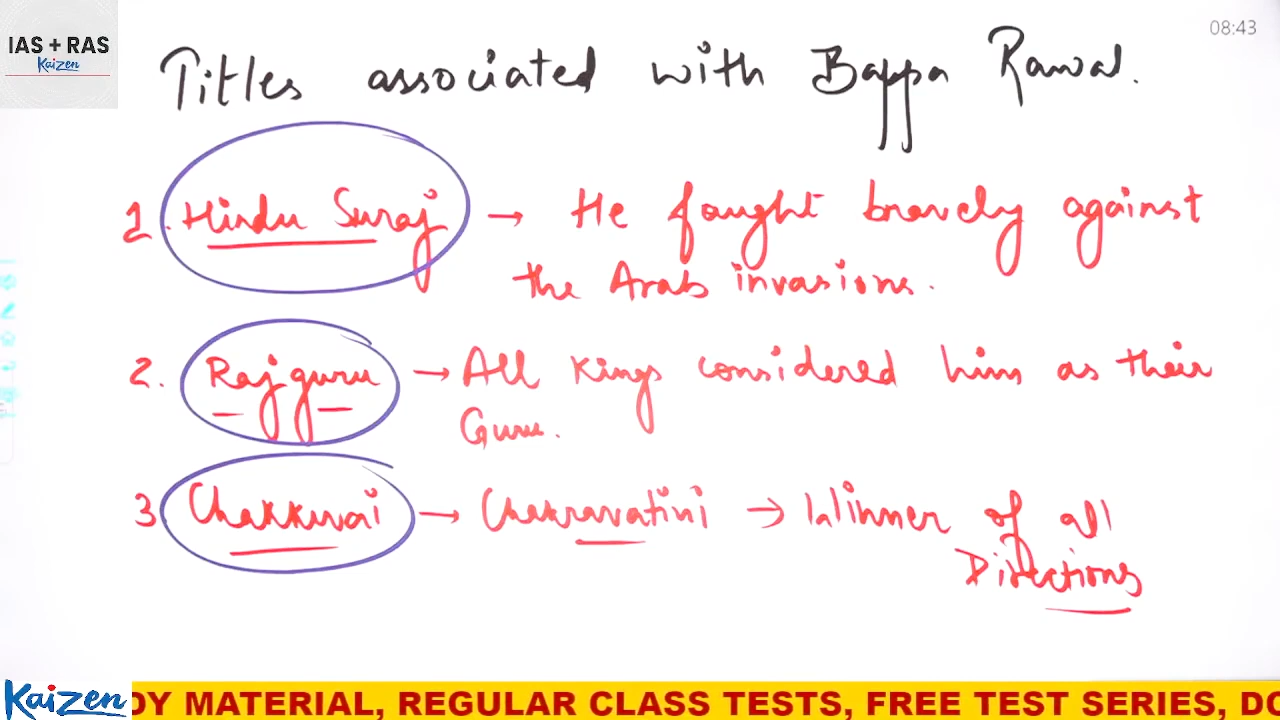 IAS + RAS
Kaizen
08:43
Titles associated with Bappa Rawal.
1. Hindu Suraj → He fought bravely against
the Arab invasions.
2. Rajguru → All Kings considered him as their
Guru.
3 Chakkwai → Chakravatini → Winner of all
Directions
Kaizen
DY MATERIAL, REGULAR CLASS TESTS, FREE TEST SERIES, DO